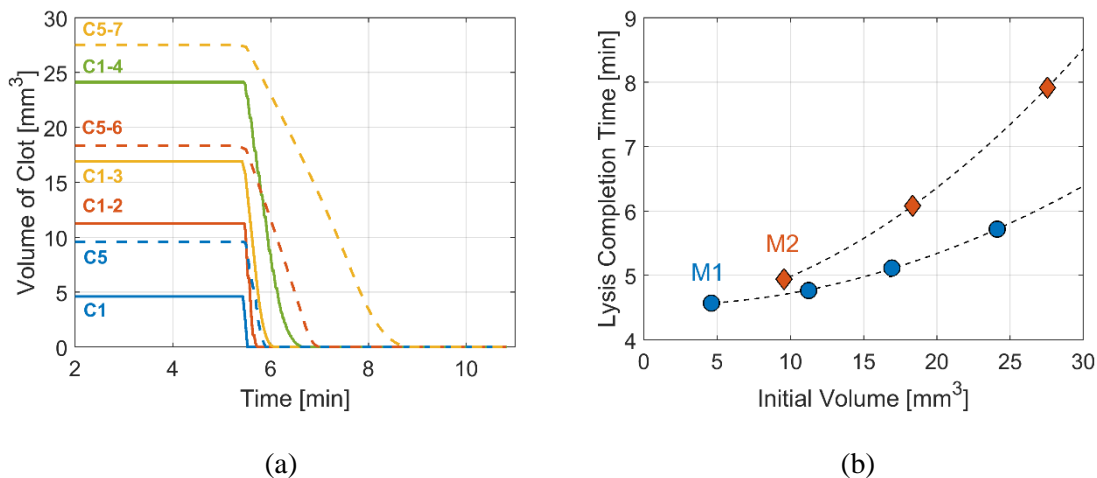 30
25
20
15
10
5
0
Volume of Clot [mm³]
C5-7
C1-4
C5-6
C1-3
C1-2
C5
C1
2 4 6 8 10
Time [min]
(a)
9
8
7
6
5
4
Lysis Completion Time [min]
M2
M1
0 5 10 15 20 25 30
Initial Volume [mm³]
(b)